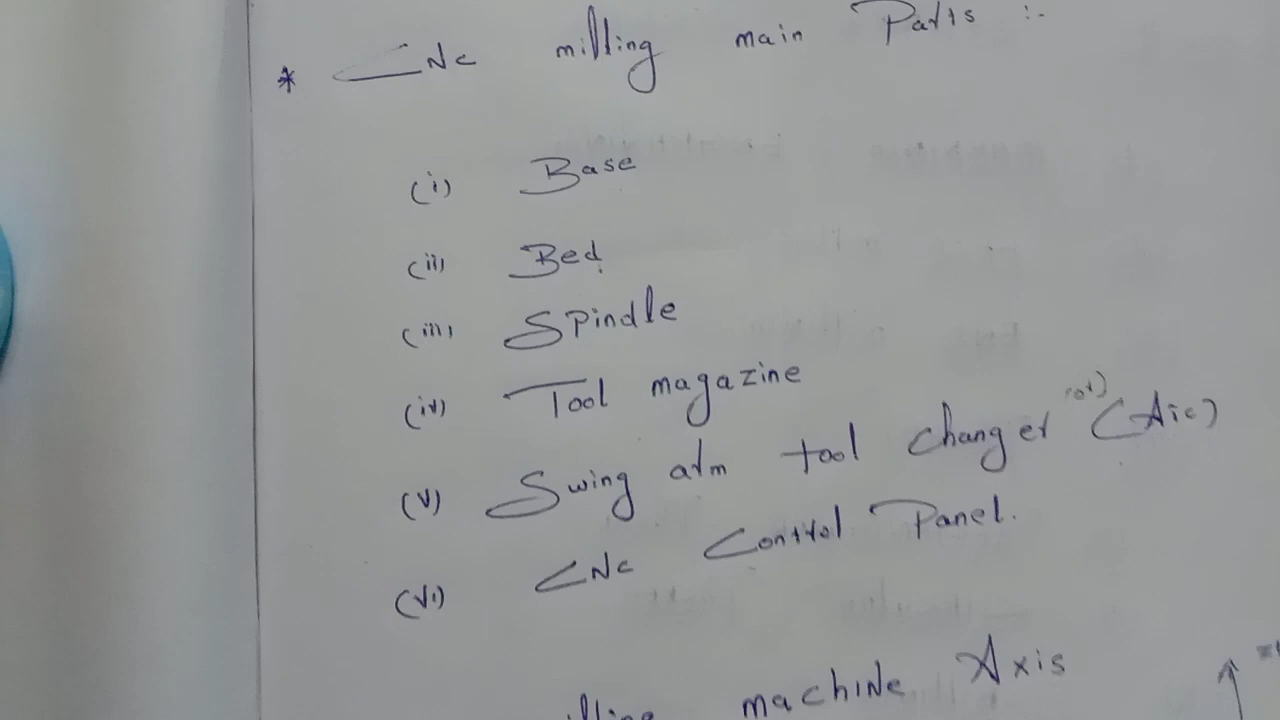 * CNC milling main Parts :-
(i) Base
(ii) Bed
(iii) Spindle
(iv) Tool magazine
(v) Swing arm tool changer (or) (Aic)
(vi) CNC Control Panel.
machine Axis